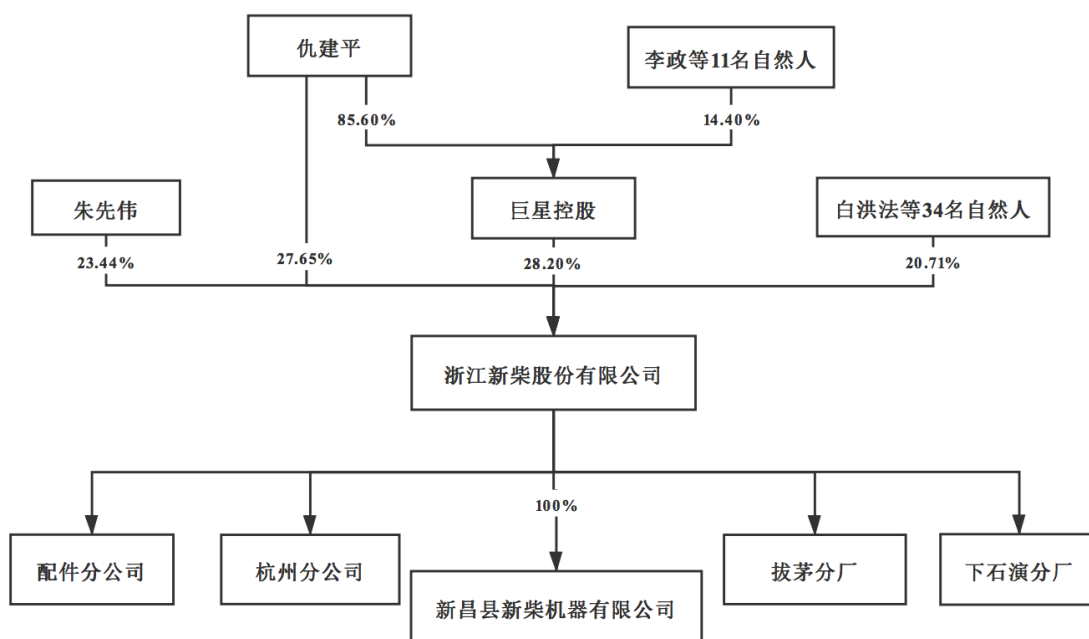 仇建平
李政等11名自然人
85.60%
14.40%
朱先伟
巨星控股
白洪法等34名自然人
23.44%
27.65%
28.20%
20.71%
浙江新柴股份有限公司
100%
配件分公司
杭州分公司
新昌县新柴机器有限公司
拔茅分厂
下石演分厂